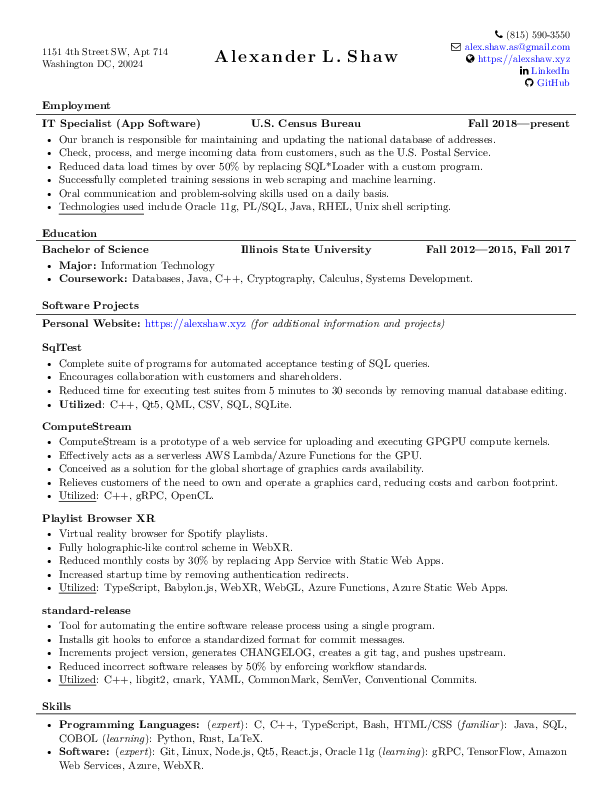 1151 4th Street SW, Apt 714
Washington DC, 20024
Alexander L. Shaw
(815) 590-3550
alex.shaw.as@gmail.com
https://alexshaw.xyz
LinkedIn
GitHub
Employment
IT Specialist (App Software) U.S. Census Bureau Fall 2018—present
• Our branch is responsible for maintaining and updating the national database of addresses.
• Check, process, and merge incoming data from customers, such as the U.S. Postal Service.
• Reduced data load times by over 50% by replacing SQL*Loader with a custom program.
• Successfully completed training sessions in web scraping and machine learning.
• Oral communication and problem-solving skills used on a daily basis.
• Technologies used include Oracle 11g, PL/SQL, Java, RHEL, Unix shell scripting.
Education
Bachelor of Science Illinois State University Fall 2012—2015, Fall 2017
• Major: Information Technology
• Coursework: Databases, Java, C++, Cryptography, Calculus, Systems Development.
Software Projects
Personal Website: https://alexshaw.xyz (for additional information and projects)
SqlTest
• Complete suite of programs for automated acceptance testing of SQL queries.
• Encourages collaboration with customers and shareholders.
• Reduced time for executing test suites from 5 minutes to 30 seconds by removing manual database editing.
• Utilized: C++, Qt5, QML, CSV, SQL, SQLite.
ComputeStream
• ComputeStream is a prototype of a web service for uploading and executing GPGPU compute kernels.
• Effectively acts as a serverless AWS Lambda/Azure Functions for the GPU.
• Conceived as a solution for the global shortage of graphics cards availability.
• Relieves customers of the need to own and operate a graphics card, reducing costs and carbon footprint.
• Utilized: C++, gRPC, OpenCL.
Playlist Browser XR
• Virtual reality browser for Spotify playlists.
• Fully holographic-like control scheme in WebXR.
• Reduced monthly costs by 30% by replacing App Service with Static Web Apps.
• Increased startup time by removing authentication redirects.
• Utilized: TypeScript, Babylon.js, WebXR, WebGL, Azure Functions, Azure Static Web Apps.
standard-release
• Tool for automating the entire software release process using a single program.
• Installs git hooks to enforce a standardized format for commit messages.
• Increments project version, generates CHANGELOG, creates a git tag, and pushes upstream.
• Reduced incorrect software releases by 50% by enforcing workflow standards.
• Utilized: C++, libgit2, cmark, YAML, CommonMark, SemVer, Conventional Commits.
Skills
• Programming Languages: (expert): C, C++, TypeScript, Bash, HTML/CSS (familiar): Java, SQL,
COBOL (learning): Python, Rust, LaTeX.
• Software: (expert): Git, Linux, Node.js, Qt5, React.js, Oracle 11g (learning): gRPC, TensorFlow, Amazon
Web Services, Azure, WebXR.